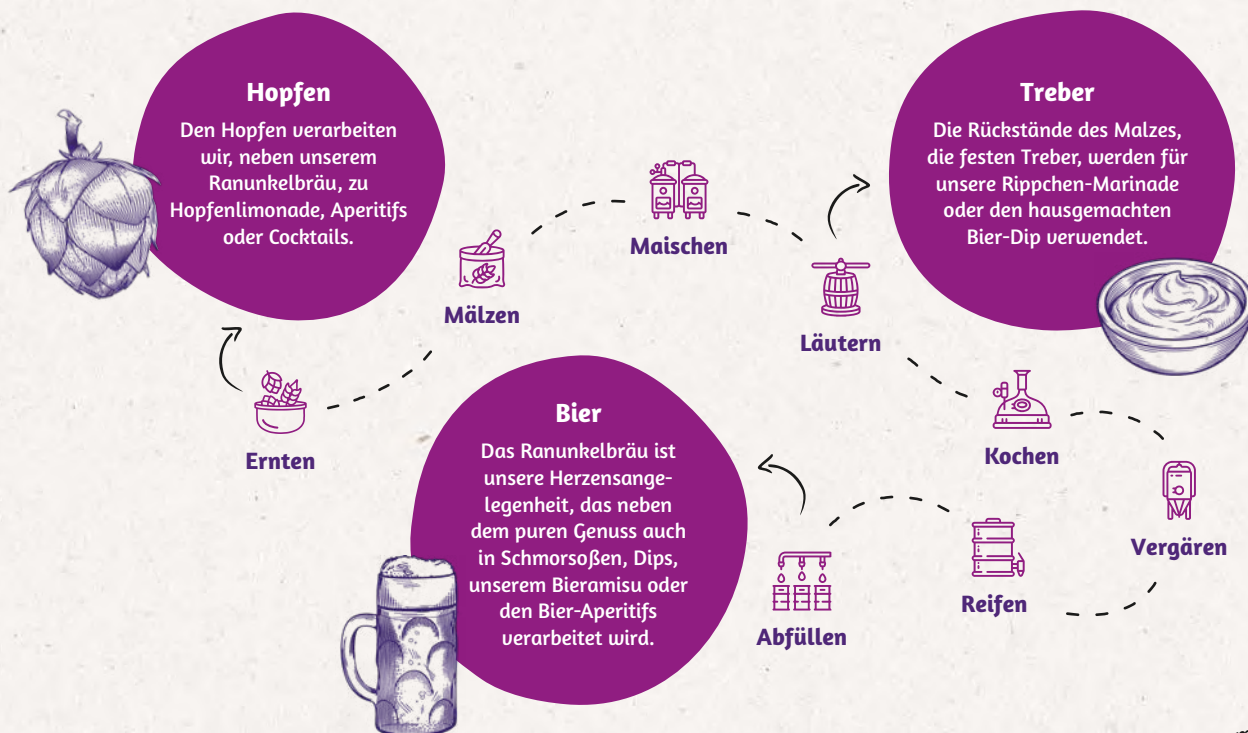 Hopfen
Den Hopfen verarbeiten
wir, neben unserem
Ranunkelbräu, zu
Hopfenlimonade, Aperitifs
oder Cocktails.
Treber
Die Rückstände des Malzes,
die festen Treber, werden für
unsere Rippchen-Marinade
oder den hausgemachten
Bier-Dip verwendet.
Ernten
Mälzen
Maischen
Läutern
Kochen
Vergären
Reifen
Abfüllen
Bier
Das Ranunkelbräu ist
unsere Herzensange-
legenheit, das neben
dem puren Genuss auch
in Schmorsoßen, Dips,
unserem Bieramisu oder
den Bier-Aperitifs
verarbeitet wird.